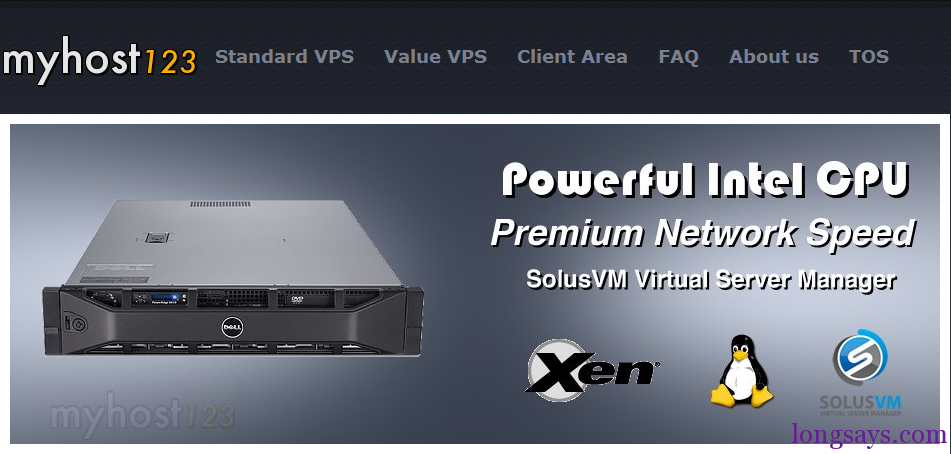 myhost123 Standard VPS Value VPS Client Area FAQ About us TOS
Powerful Intel CPU
Premium Network Speed
SolusVM Virtual Server Manager
DELL
DELL
Xen
SOLUSVM
VIRTUAL SERVER MANAGER
myhost123
longsays.com